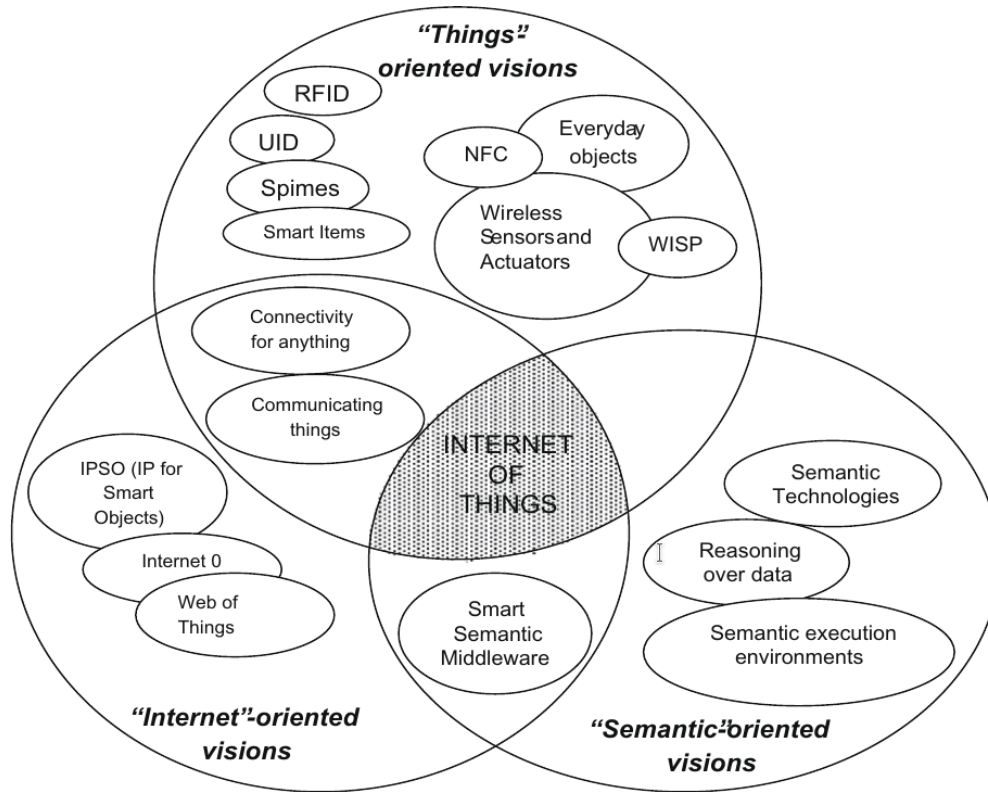 “Things”-
oriented visions
RFID
UID
Spimes
Smart Items
NFC
Everyday
objects
Wireless
Sensors and
Actuators
WISP
Connectivity
for anything
Communicating
things
INTERNET
OF
THINGS
IPSO (IP for
Smart
Objects)
Internet 0
Web of
Things
Semantic
Technologies
Reasoning
over data
Semantic execution
environments
Smart
Semantic
Middleware
“Internet”-oriented
visions
“Semantic”-oriented
visions